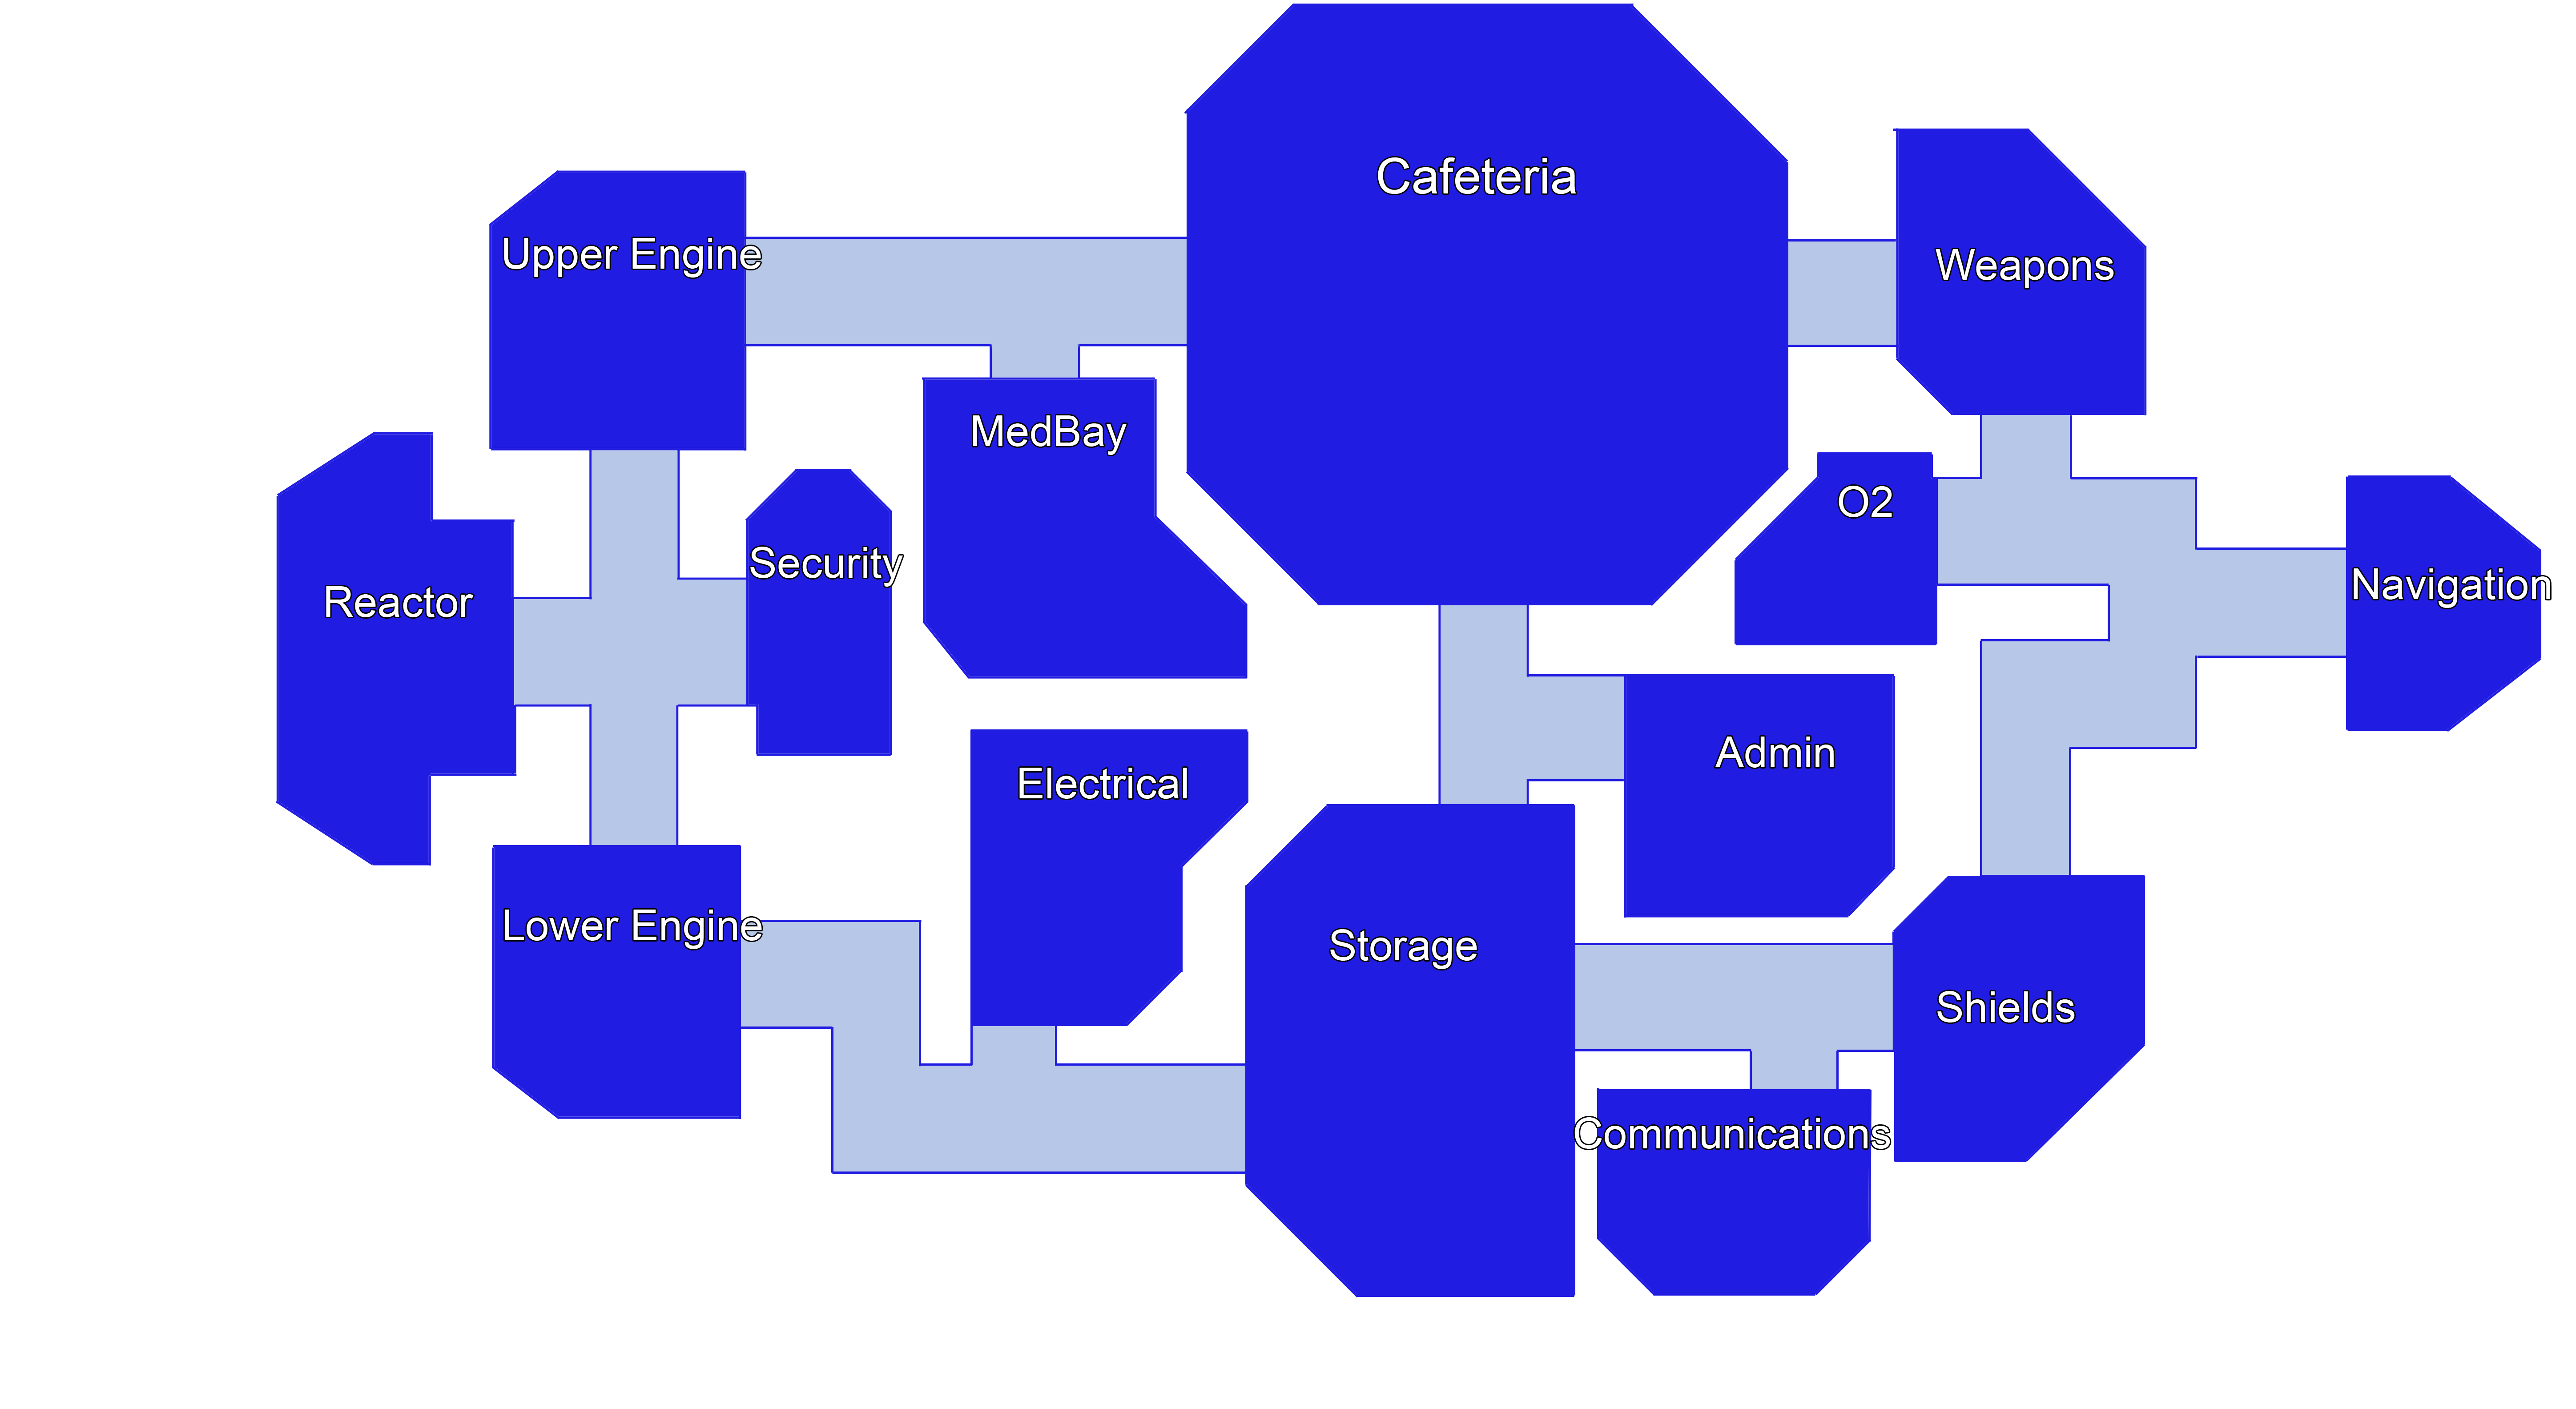 Cafeteria
Upper Engine
Weapons
MedBay
O2
Security
Navigation
Reactor
Admin
Electrical
Lower Engine
Storage
Shields
Communications